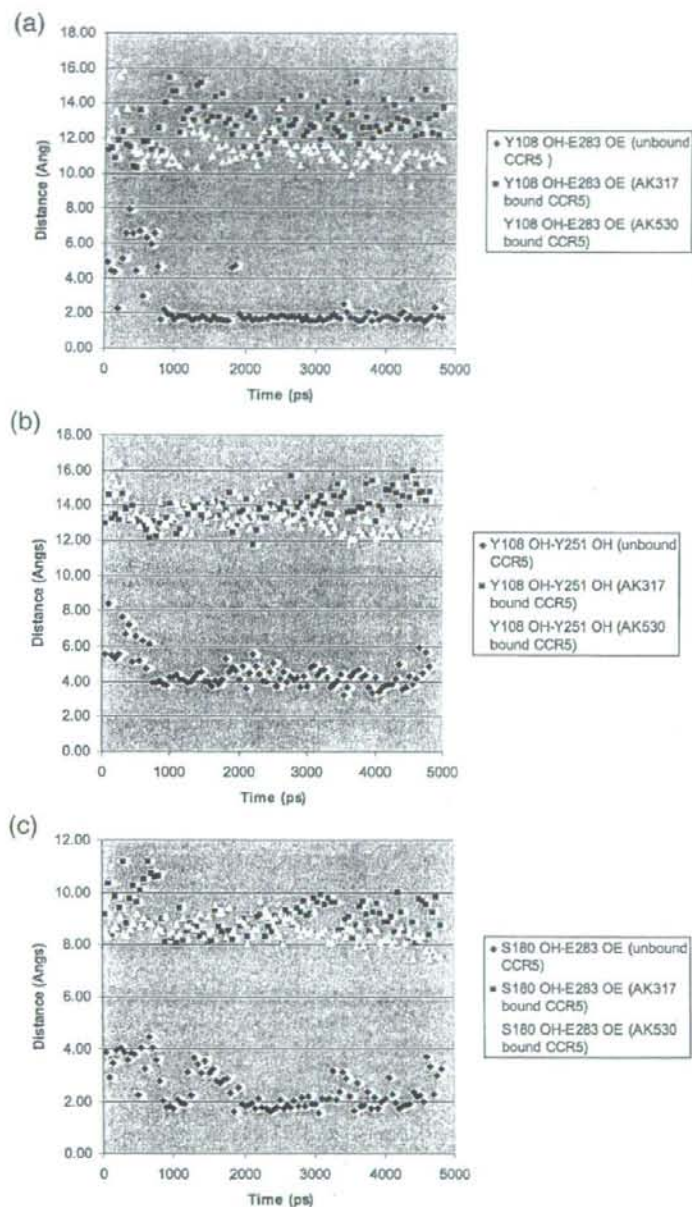 (a)
18.00
16.00
14.00
12.00
10.00
8.00
6.00
4.00
2.00
0.00
Distance (Ang)
0 1000 2000 3000 4000 5000
Time (ps)
Y108 OH-E283 OE (unbound
CCR5 )
Y108 OH-E283 OE (AK317
bound CCR5)
Y108 OH-E283 OE (AK530
bound CCR5)
(b)
18.00
16.00
14.00
12.00
10.00
8.00
6.00
4.00
2.00
0.00
Distance (Angs)
0 1000 2000 3000 4000 5000
Time (ps)
Y108 OH-Y251 OH (unbound
CCR5)
Y108 OH-Y251 OH (AK317
bound CCR5)
Y108 OH-Y251 OH (AK530
bound CCR5)
(c)
12.00
10.00
8.00
6.00
4.00
2.00
0.00
Distance (Angs)
0 1000 2000 3000 4000 5000
Time (ps)
S180 OH-E283 OE (unbound
CCR5)
S180 OH-E283 OE (AK317
bound CCR5)
S180 OH-E283 OE (AK530
bound CCR5)